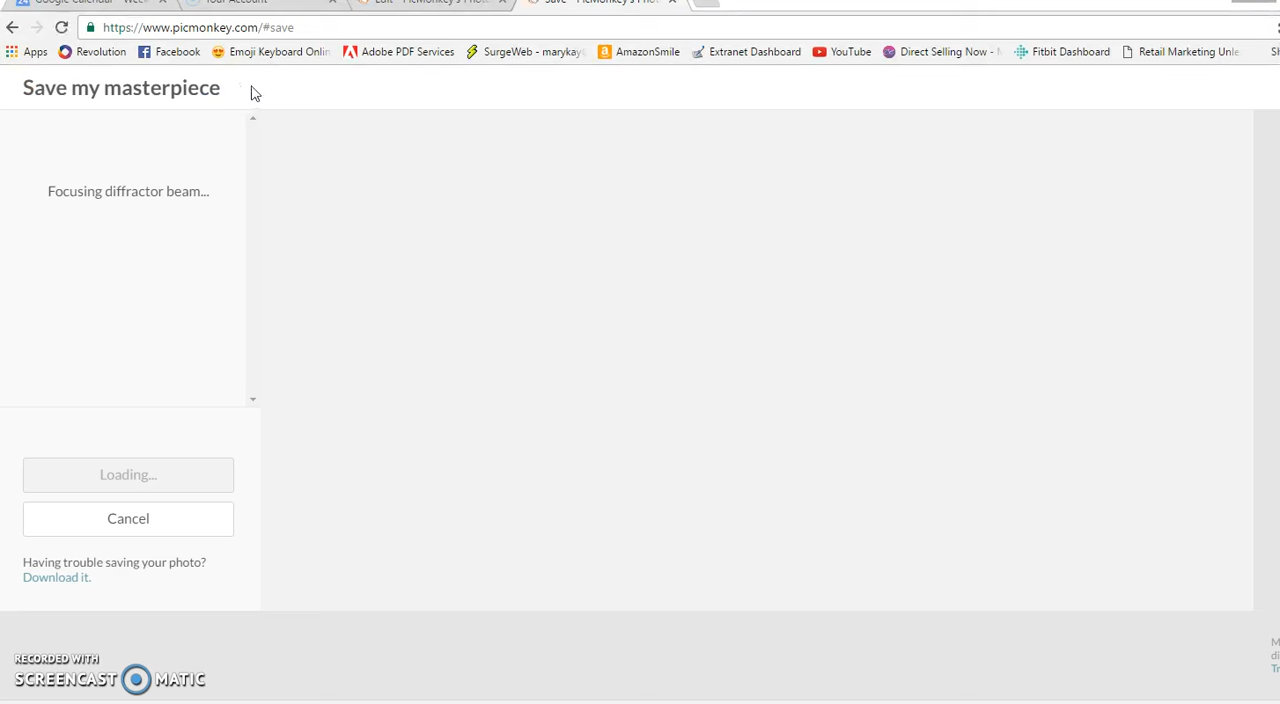 https://www.picmonkey.com/#save
Apps Revolution Facebook Emoji Keyboard Onlin Adobe PDF Services SurgeWeb - marykay AmazonSmile Extranet Dashboard YouTube Direct Selling Now - Fitbit Dashboard Retail Marketing Unle
Save my masterpiece
Focusing diffractor beam...
Loading...
Cancel
Having trouble saving your photo?
Download it.
RECORDED WITH
SCREENCAST MATIC